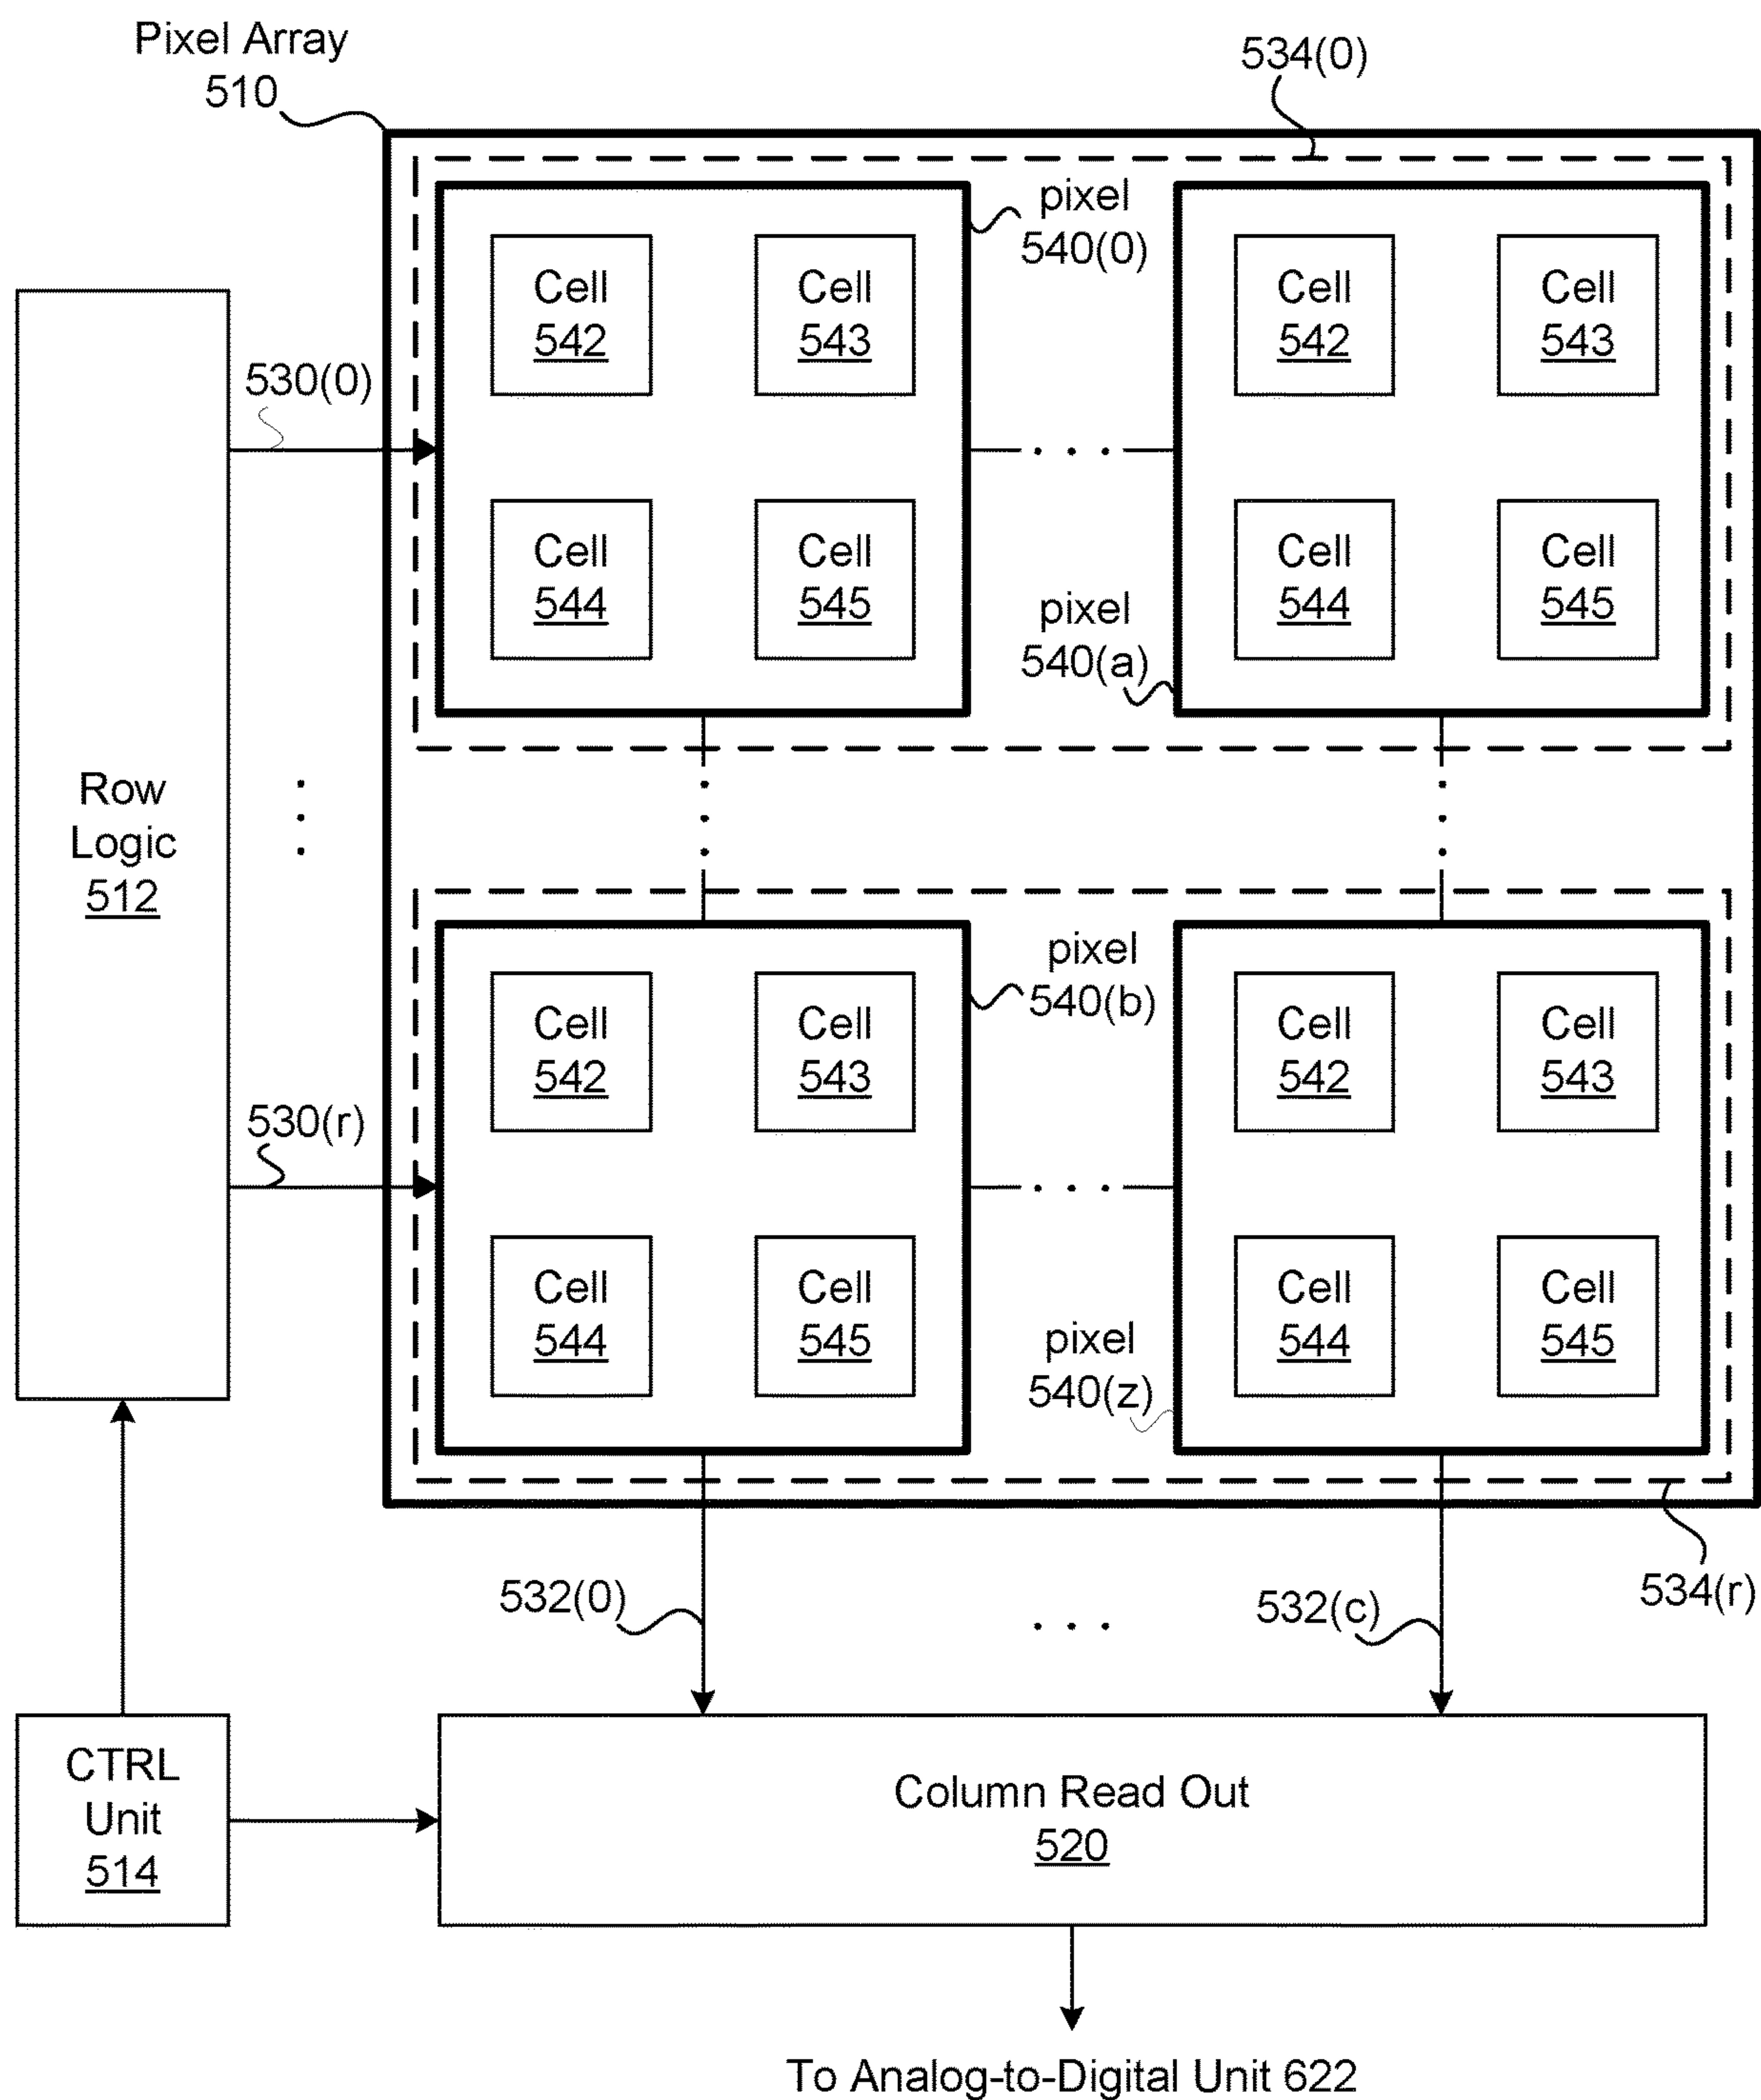 Pixel Array
510
534(0)
pixel
540(0)
Cell
542
Cell
543
Cell
542
Cell
543
530(0)
Cell
544
Cell
545
pixel
540(a)
Cell
544
Cell
545
. . .
Row
Logic
512
pixel
540(b)
Cell
542
Cell
543
Cell
542
Cell
543
530(r)
Cell
544
Cell
545
pixel
540(z)
Cell
544
Cell
545
532(0)
. . .
532(c)
534(r)
CTRL
Unit
514
Column Read Out
520
To Analog-to-Digital Unit 622